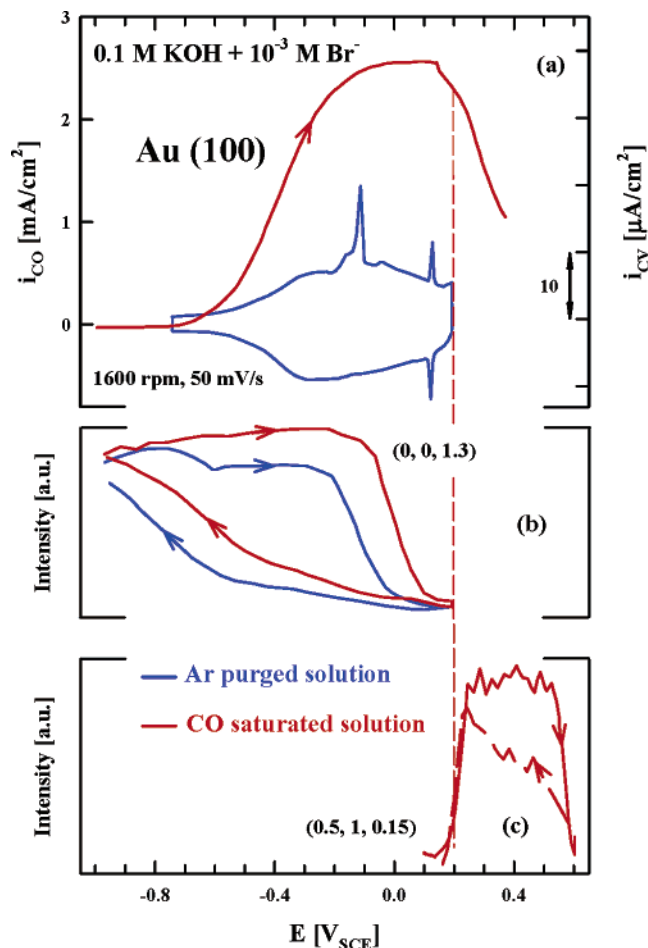 3
0.1 M KOH + 10⁻³ M Br⁻
(a)
2
Au (100)
i_CO [mA/cm²]
i_CV [µA/cm²]
1
10
0
1600 rpm, 50 mV/s
(0, 0, 1.3)
Intensity [a.u.]
(b)
Ar purged solution
CO saturated solution
Intensity [a.u.]
(0.5, 1, 0.15)
(c)
-0.8 -0.4 0.0 0.4
E [V_SCE]